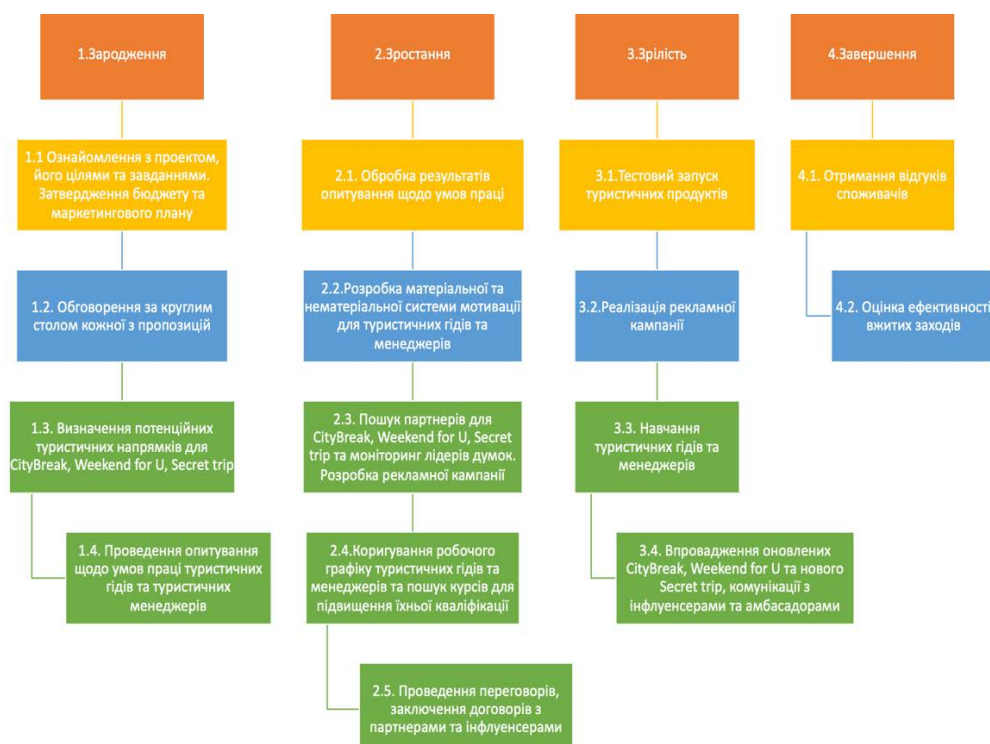 1.Зародження
1.1 Ознайомлення з проектом,
його цілями та завданнями.
Затвердження бюджету та
маркетингового плану
1.2. Обговорення за круглим
столом кожної з пропозицій
1.3. Визначення потенційних
туристичних напрямків для
CityBreak, Weekend for U, Secret trip
1.4. Проведення опитування
щодо умов праці туристичних
гідів та туристичних
менеджерів
2.Зростання
2.1. Обробка результатів
опитування щодо умов праці
2.2.Розробка матеріальної та
нематеріальної системи мотивації
для туристичних гідів та
менеджерів
2.3. Пошук партнерів для
CityBreak, Weekend for U, Secret
trip та моніторинг лідерів думок.
Розробка рекламної кампанії
2.4.Коригування робочого
графіку туристичних гідів та
менеджерів та пошук курсів для
підвищення їхньої кваліфікації
2.5. Проведення переговорів,
заключення договорів з
партнерами та інфлуенсерами
3.Зрілість
3.1.Тестовий запуск
туристичних продуктів
3.2.Реалізація рекламної
кампанії
3.3. Навчання
туристичних гідів та
менеджерів
3.4. Впровадження оновлених
CityBreak, Weekend for U та нового
Secret trip, комунікації з
інфлуенсерами та амбасадорами
4.Завершення
4.1. Отримання відгуків
споживачів
4.2. Оцінка ефективності
вжитих заходів